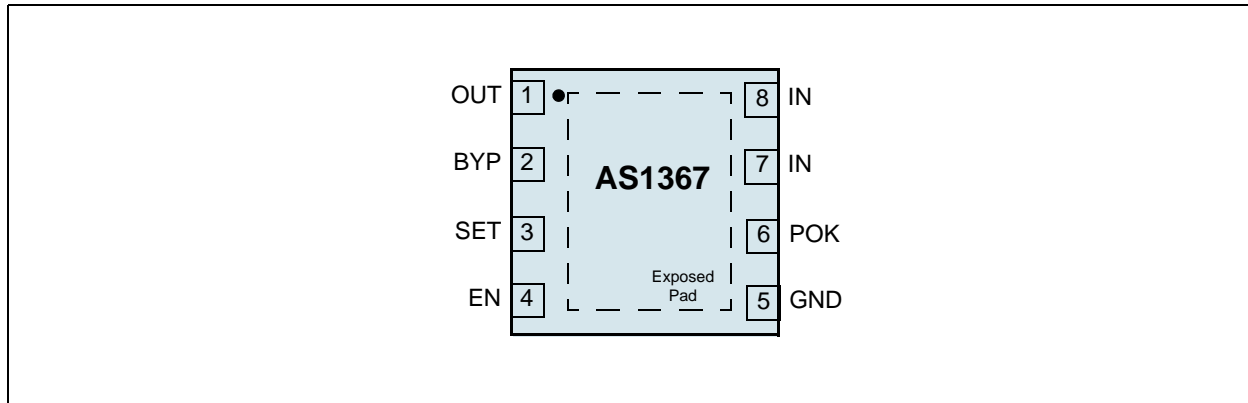 OUT 1 8 IN
BYP 2 7 IN
AS1367
SET 3 6 POK
Exposed
Pad
EN 4 5 GND